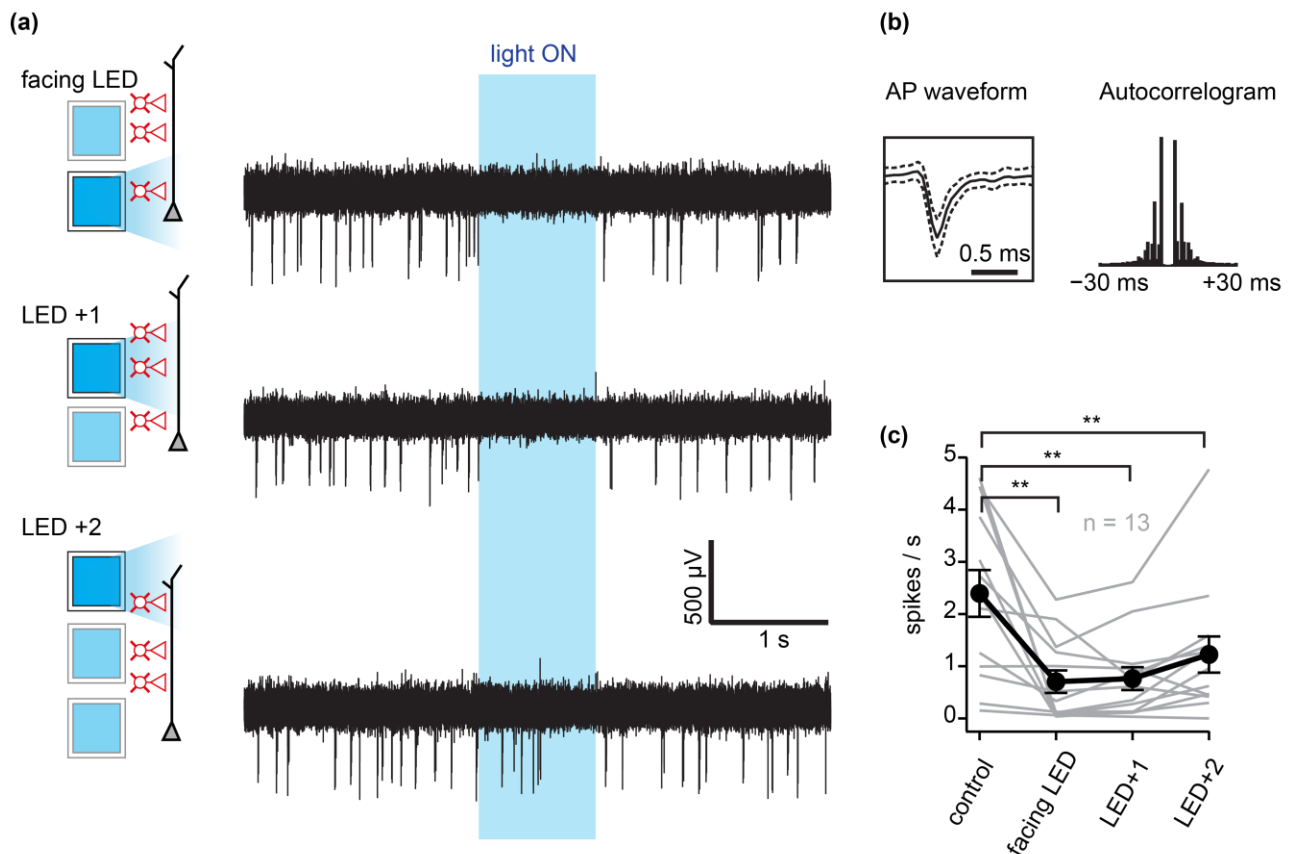 (a)
facing LED
light ON
LED +1
LED +2
500 µV
1 s
(b)
AP waveform
Autocorrelogram
0.5 ms
−30 ms
+30 ms
(c)
**
**
**
n = 13
spikes / s
5
4
3
2
1
0
control
facing LED
LED+1
LED+2